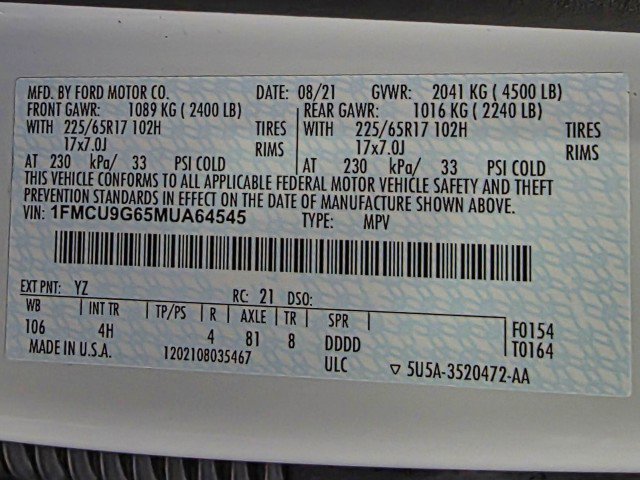 MFD. BY FORD MOTOR CO. DATE: 08/21 GVWR: 2041 KG ( 4500 LB)
FRONT GAWR: 1089 KG ( 2400 LB) REAR GAWR: 1016 KG ( 2240 LB)
WITH 225/65R17 102H TIRES WITH 225/65R17 102H TIRES
17x7.0J RIMS 17x7.0J RIMS
AT 230 kPa/ 33 PSI COLD AT 230 kPa/ 33 PSI COLD
THIS VEHICLE CONFORMS TO ALL APPLICABLE FEDERAL MOTOR VEHICLE SAFETY AND THEFT
PREVENTION STANDARDS IN EFFECT ON THE DATE OF MANUFACTURE SHOWN ABOVE.
VIN: 1FMCU9G65MUA64545 TYPE: MPV
EXT PNT: YZ RC: 21 DSO:
WB INT TR TP/PS R AXLE TR SPR F0154
106 4H 4 81 8 DDDD T0164
MADE IN U.S.A. 1202108035467 ULC ▽ 5U5A-3520472-AA